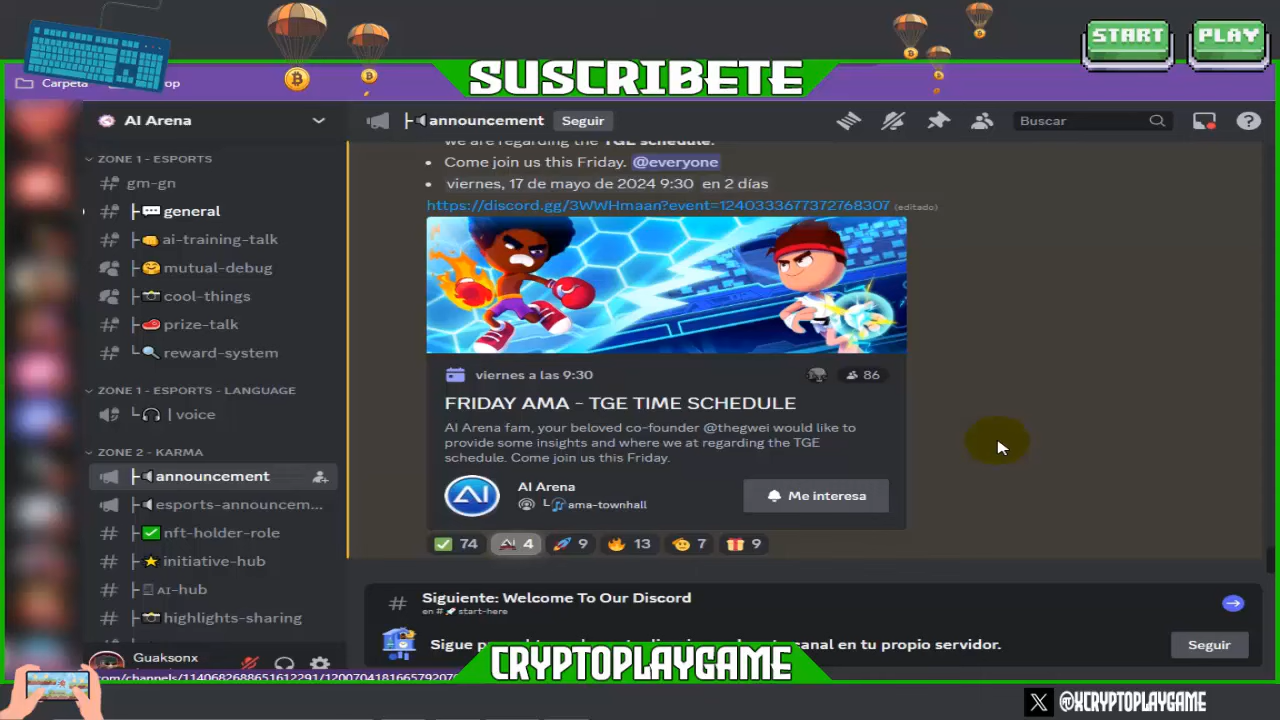 START
PLAY
SUSCRIBETE
Carpeta
op
AI Arena
announcement
Seguir
Buscar
we are regarding the TGE schedule.
Come join us this Friday. @everyone
viernes, 17 de mayo de 2024 9:30 en 2 días
https://discord.gg/3WWHmaan?event=1240333677372768307 (editado)
ZONE 1 - ESPORTS
gm-gn
general
ai-training-talk
mutual-debug
cool-things
prize-talk
reward-system
ZONE 1 - ESPORTS - LANGUAGE
| voice
ZONE 2 - KARMA
announcement
esports-announcem...
nft-holder-role
initiative-hub
AI-hub
highlights-sharing
Guaksonx
viernes a las 9:30
86
FRIDAY AMA - TGE TIME SCHEDULE
AI Arena fam, your beloved co-founder @thegwei would like to
provide some insights and where we at regarding the TGE
schedule. Come join us this Friday.
AI
AI Arena
ama-townhall
Me interesa
74
4
9
13
7
9
Siguiente: Welcome To Our Discord
en # start-here
Seguir
CRYPTOPLAYGAME
X @XCRYPTOPLAYGAME